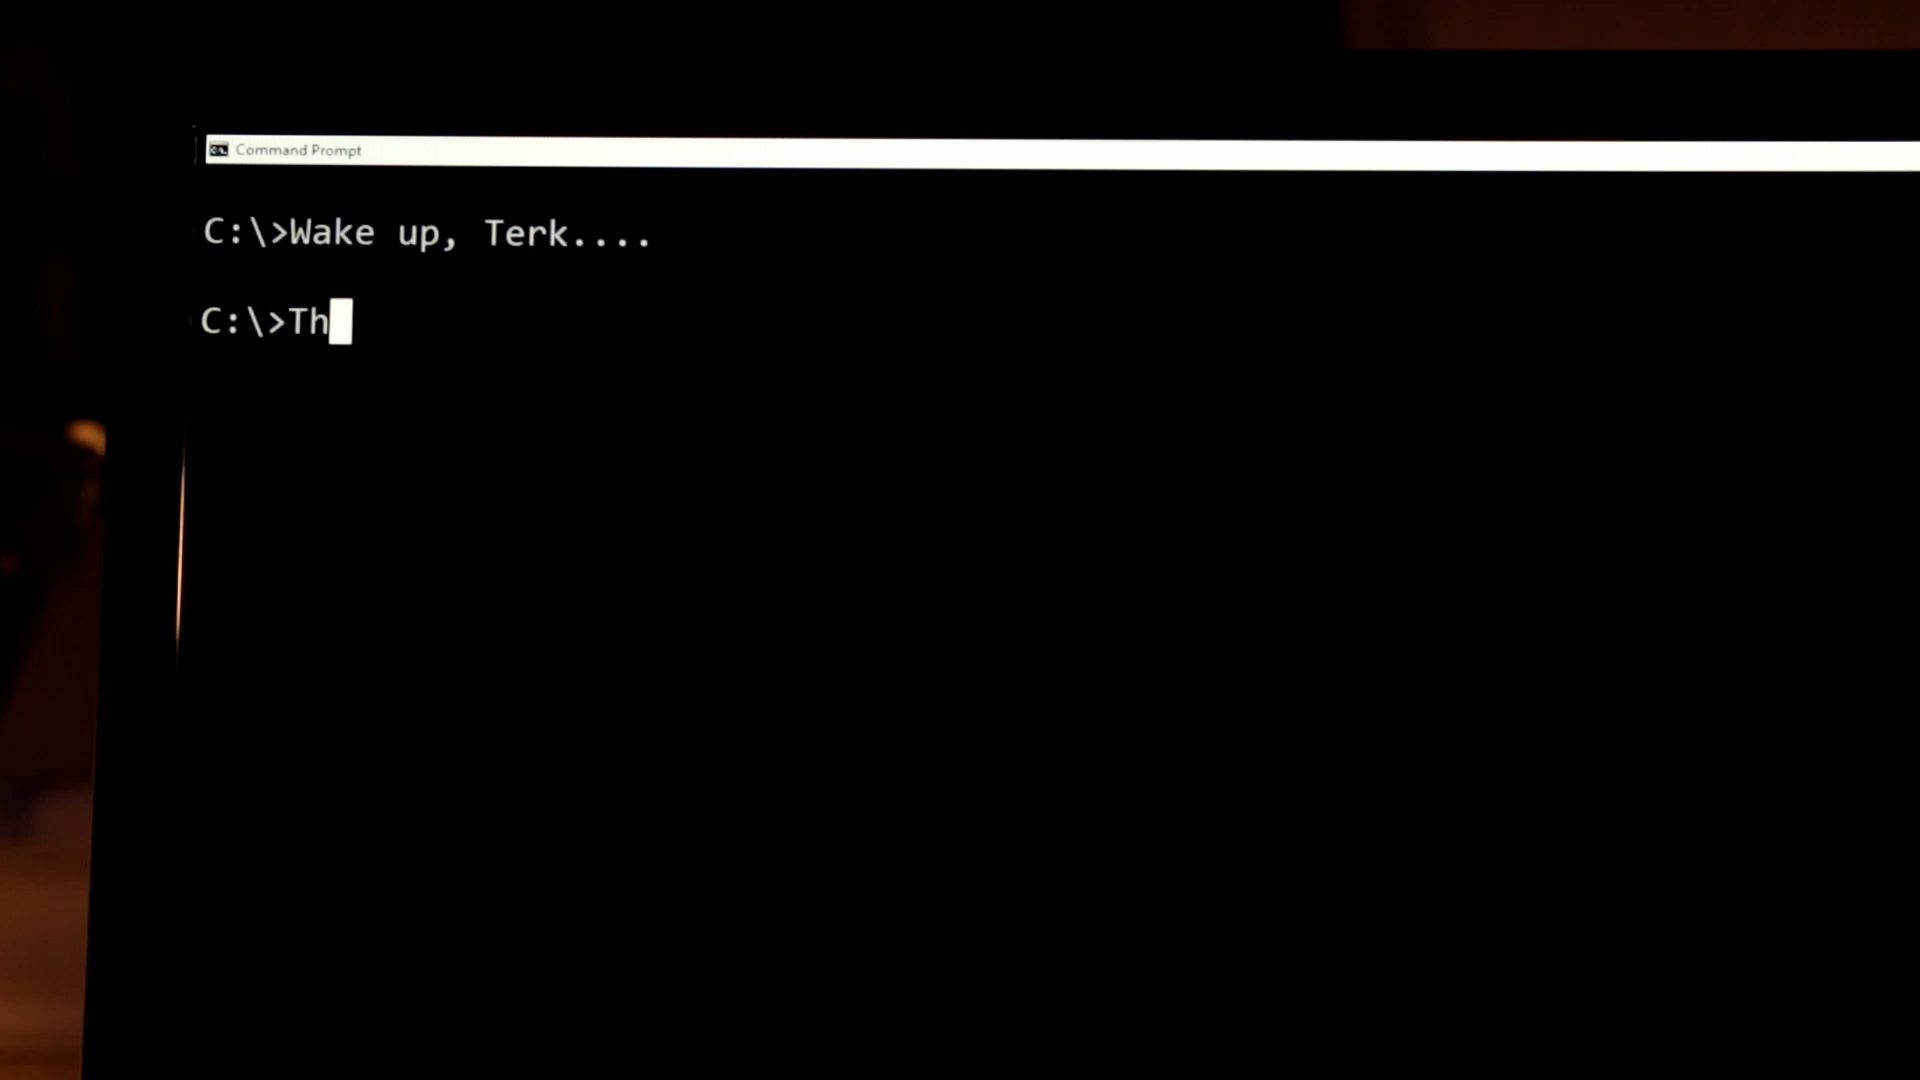 Command Prompt
C:\>Wake up, Terk....
C:\>Th